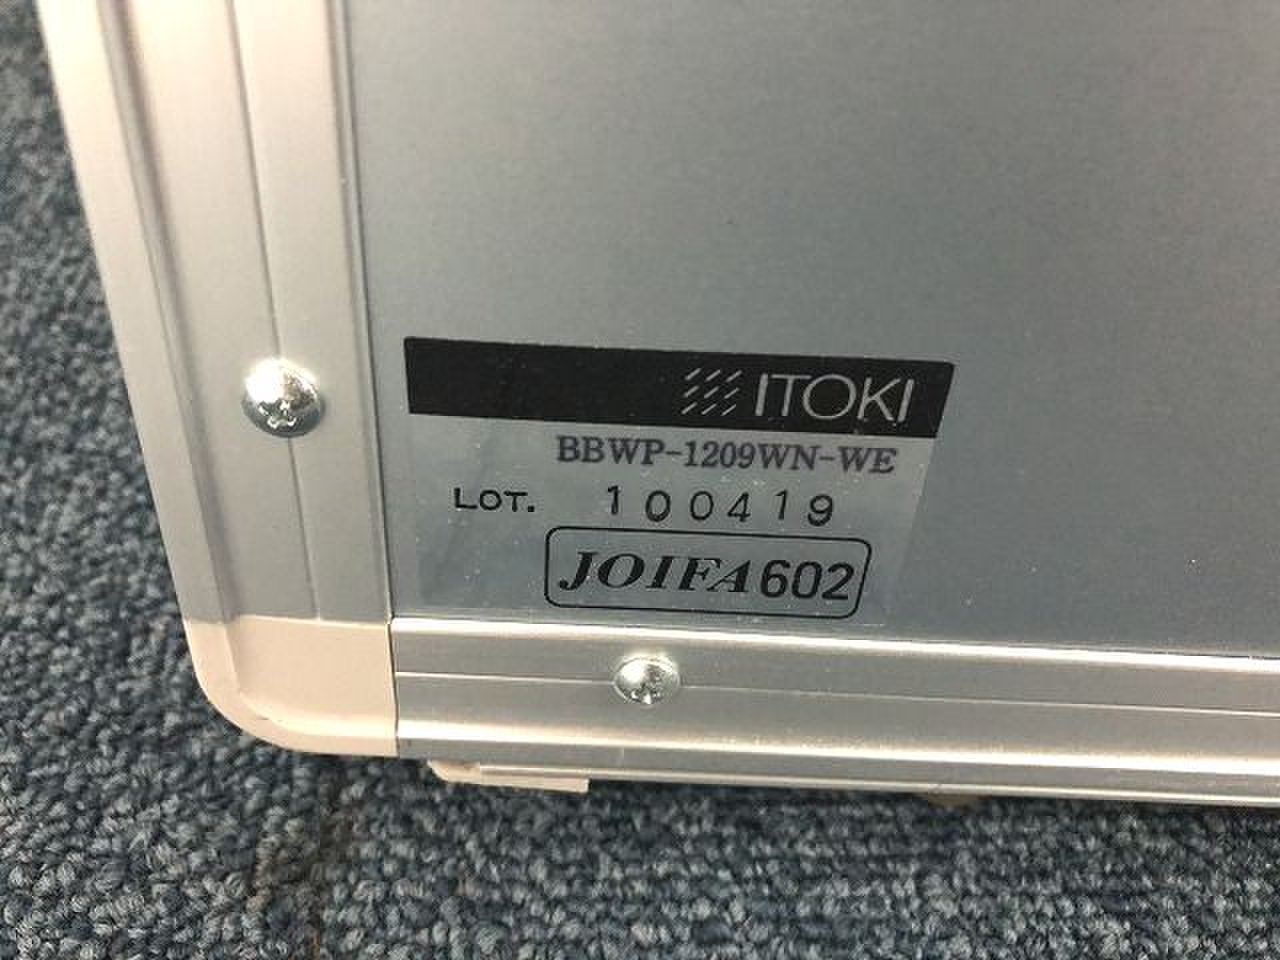 ITOKI
BBWP-1209WN-WE
LOT. 100419
JOIFA602